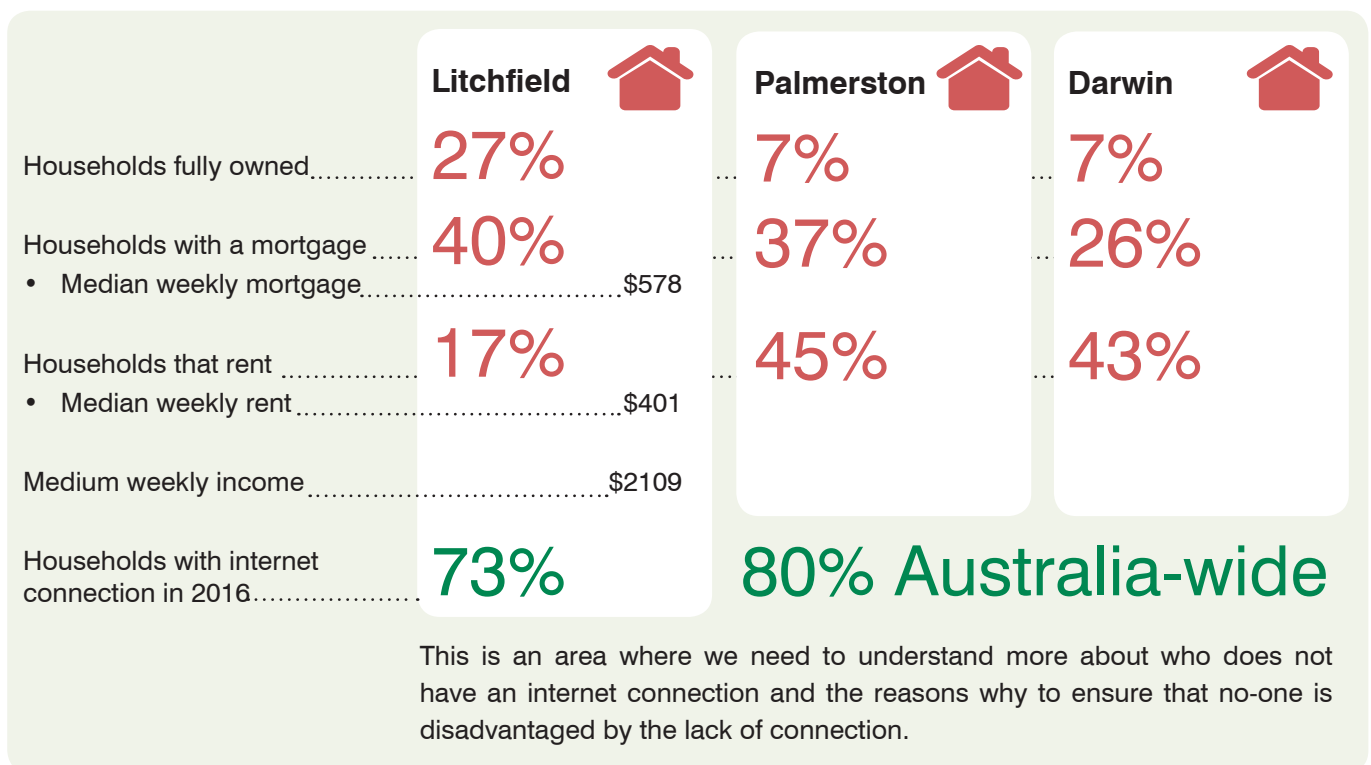 Litchfield Palmerston Darwin
Households fully owned 27% 7% 7%
Households with a mortgage 40% 37% 26%
• Median weekly mortgage $578
Households that rent 17% 45% 43%
• Median weekly rent $401
Medium weekly income $2109
Households with internet
connection in 2016 73% 80% Australia-wide
This is an area where we need to understand more about who does not
have an internet connection and the reasons why to ensure that no-one is
disadvantaged by the lack of connection.